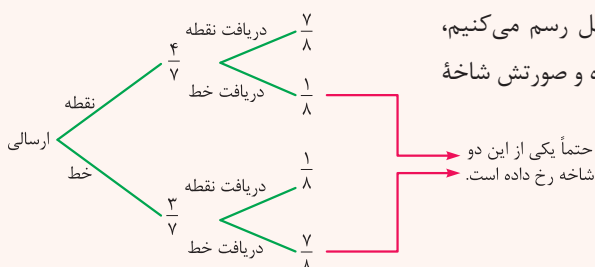 ل رسم می‌کنیم،
ه و صورتش شاخهٔ
ارسالی
نقطه
۴/۷
دریافت نقطه
۷/۸
دریافت خط
۱/۸
خط
۳/۷
دریافت نقطه
۱/۸
دریافت خط
۷/۸
حتماً یکی از این دو
شاخه رخ داده است.